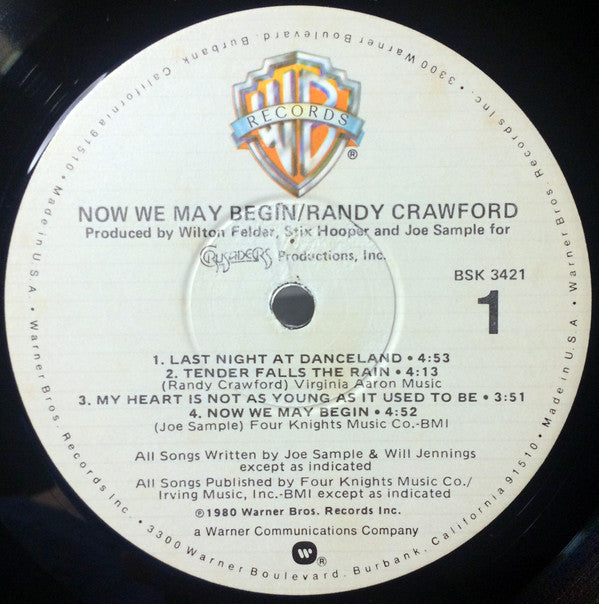 WB
RECORDS
®
NOW WE MAY BEGIN/RANDY CRAWFORD
Produced by Wilton Felder, Stix Hooper and Joe Sample for
CRUSADERS Productions, Inc.
BSK 3421
1
1. LAST NIGHT AT DANCELAND • 4:53
2. TENDER FALLS THE RAIN • 4:13
(Randy Crawford) Virginia Aaron Music
3. MY HEART IS NOT AS YOUNG AS IT USED TO BE • 3:51
4. NOW WE MAY BEGIN • 4:52
(Joe Sample) Four Knights Music Co.-BMI
All Songs Written by Joe Sample & Will Jennings
except as indicated
All Songs Published by Four Knights Music Co./
Irving Music, Inc.-BMI except as indicated
℗1980 Warner Bros. Records Inc.
a Warner Communications Company
W®
Made in U.S.A. • Warner Bros. Records Inc. • 3300 Warner Boulevard, Burbank, California 91510 • Made in U.S.A. • Warner Bros. Records Inc. • 3300 Warner Boulevard, Burbank, California 91510 •